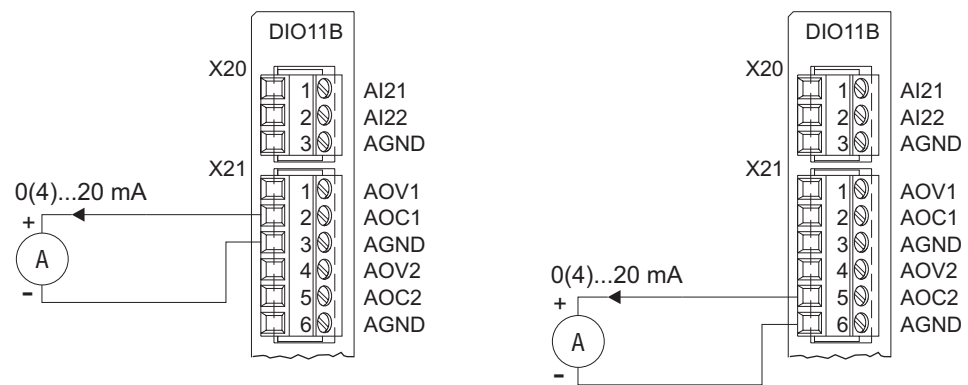 DIO11B
X20
1 AI21
2 AI22
3 AGND
X21
1 AOV1
0(4)...20 mA
2 AOC1
+
3 AGND
A
4 AOV2
-
5 AOC2
6 AGND
DIO11B
X20
1 AI21
2 AI22
3 AGND
X21
1 AOV1
2 AOC1
3 AGND
4 AOV2
0(4)...20 mA
5 AOC2
+
6 AGND
A
-